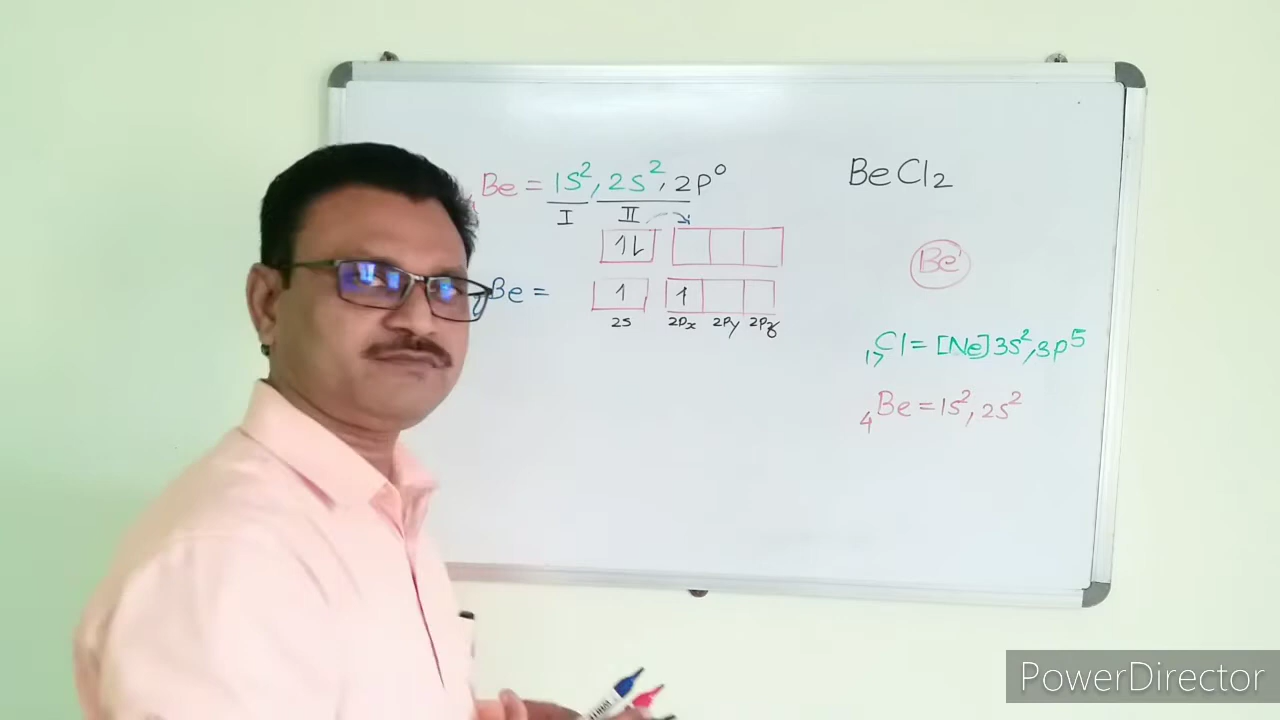 Be = 1S², 2S², 2P⁰
I II
1⇂
Be =
1 1
2S 2Px 2Py 2Pz
BeCl₂
Be
₁₇Cl = [Ne] 3S², 3P⁵
₄Be = 1S², 2S²
PowerDirector